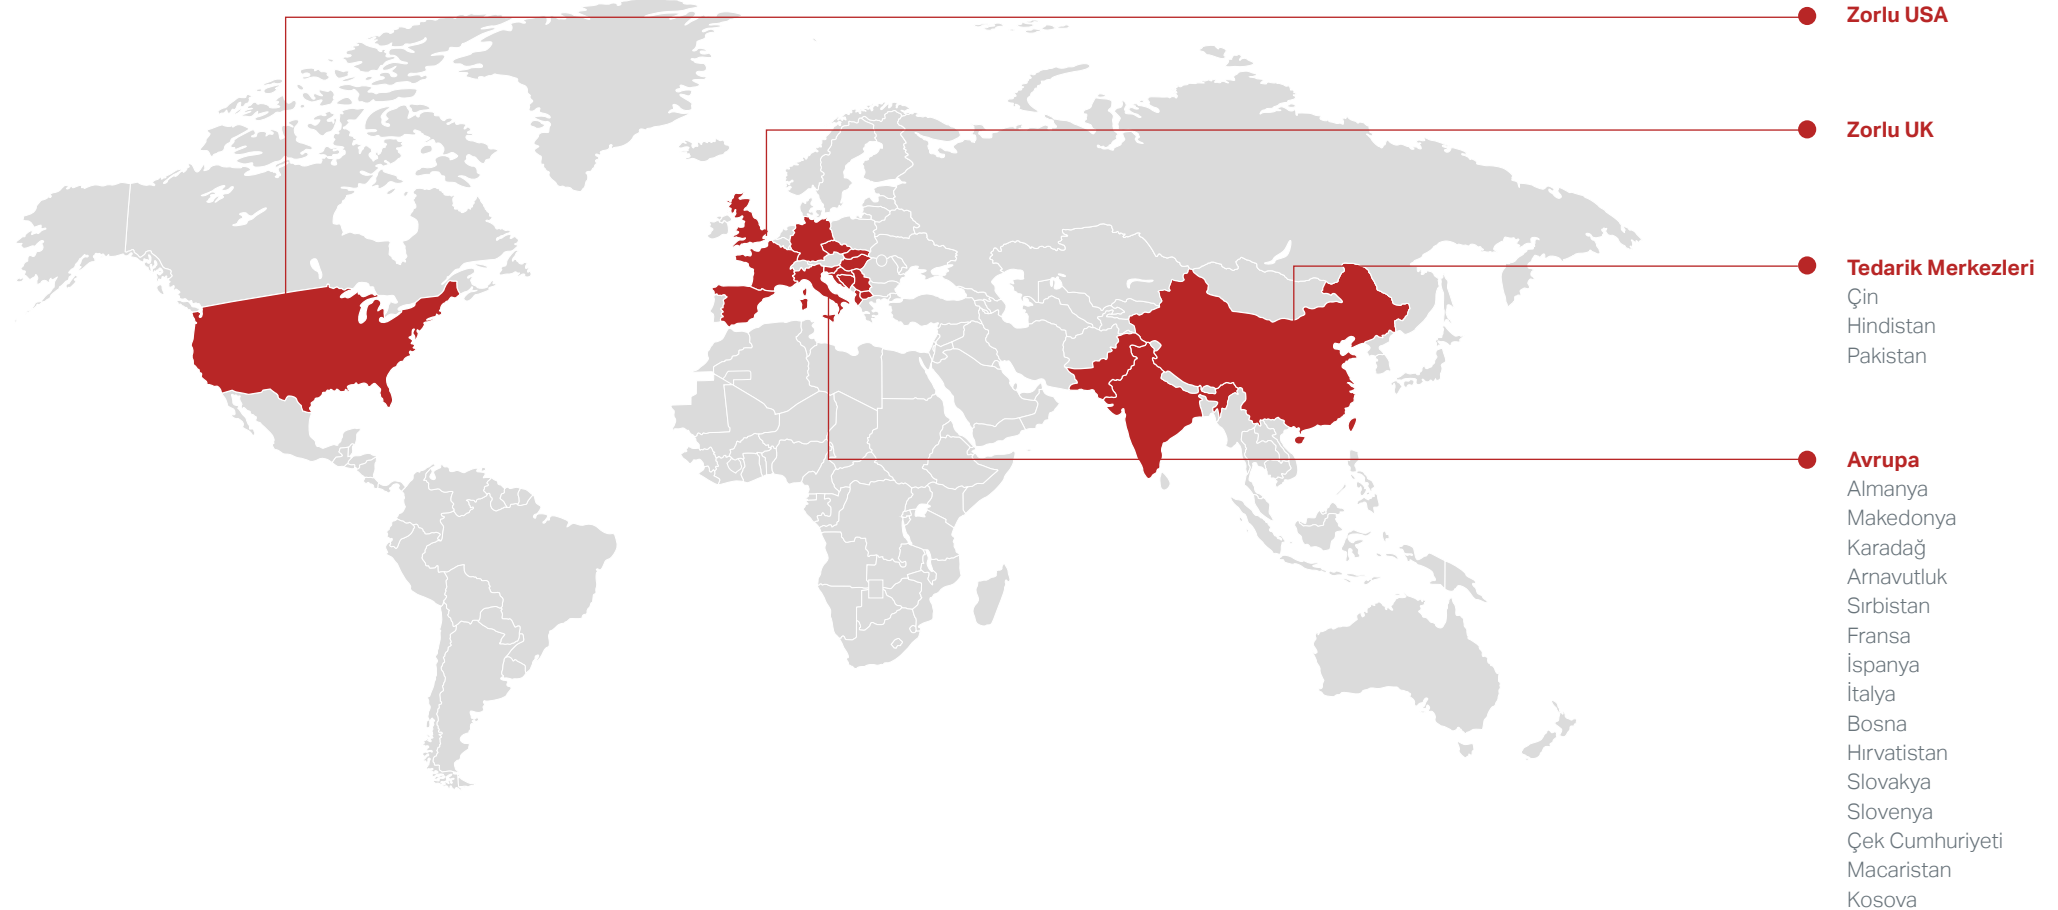 Zorlu USA
Zorlu UK
Tedarik Merkezleri
Çin
Hindistan
Pakistan
Avrupa
Almanya
Makedonya
Karadağ
Arnavutluk
Sırbistan
Fransa
İspanya
İtalya
Bosna
Hırvatistan
Slovakya
Slovenya
Çek Cumhuriyeti
Macaristan
Kosova